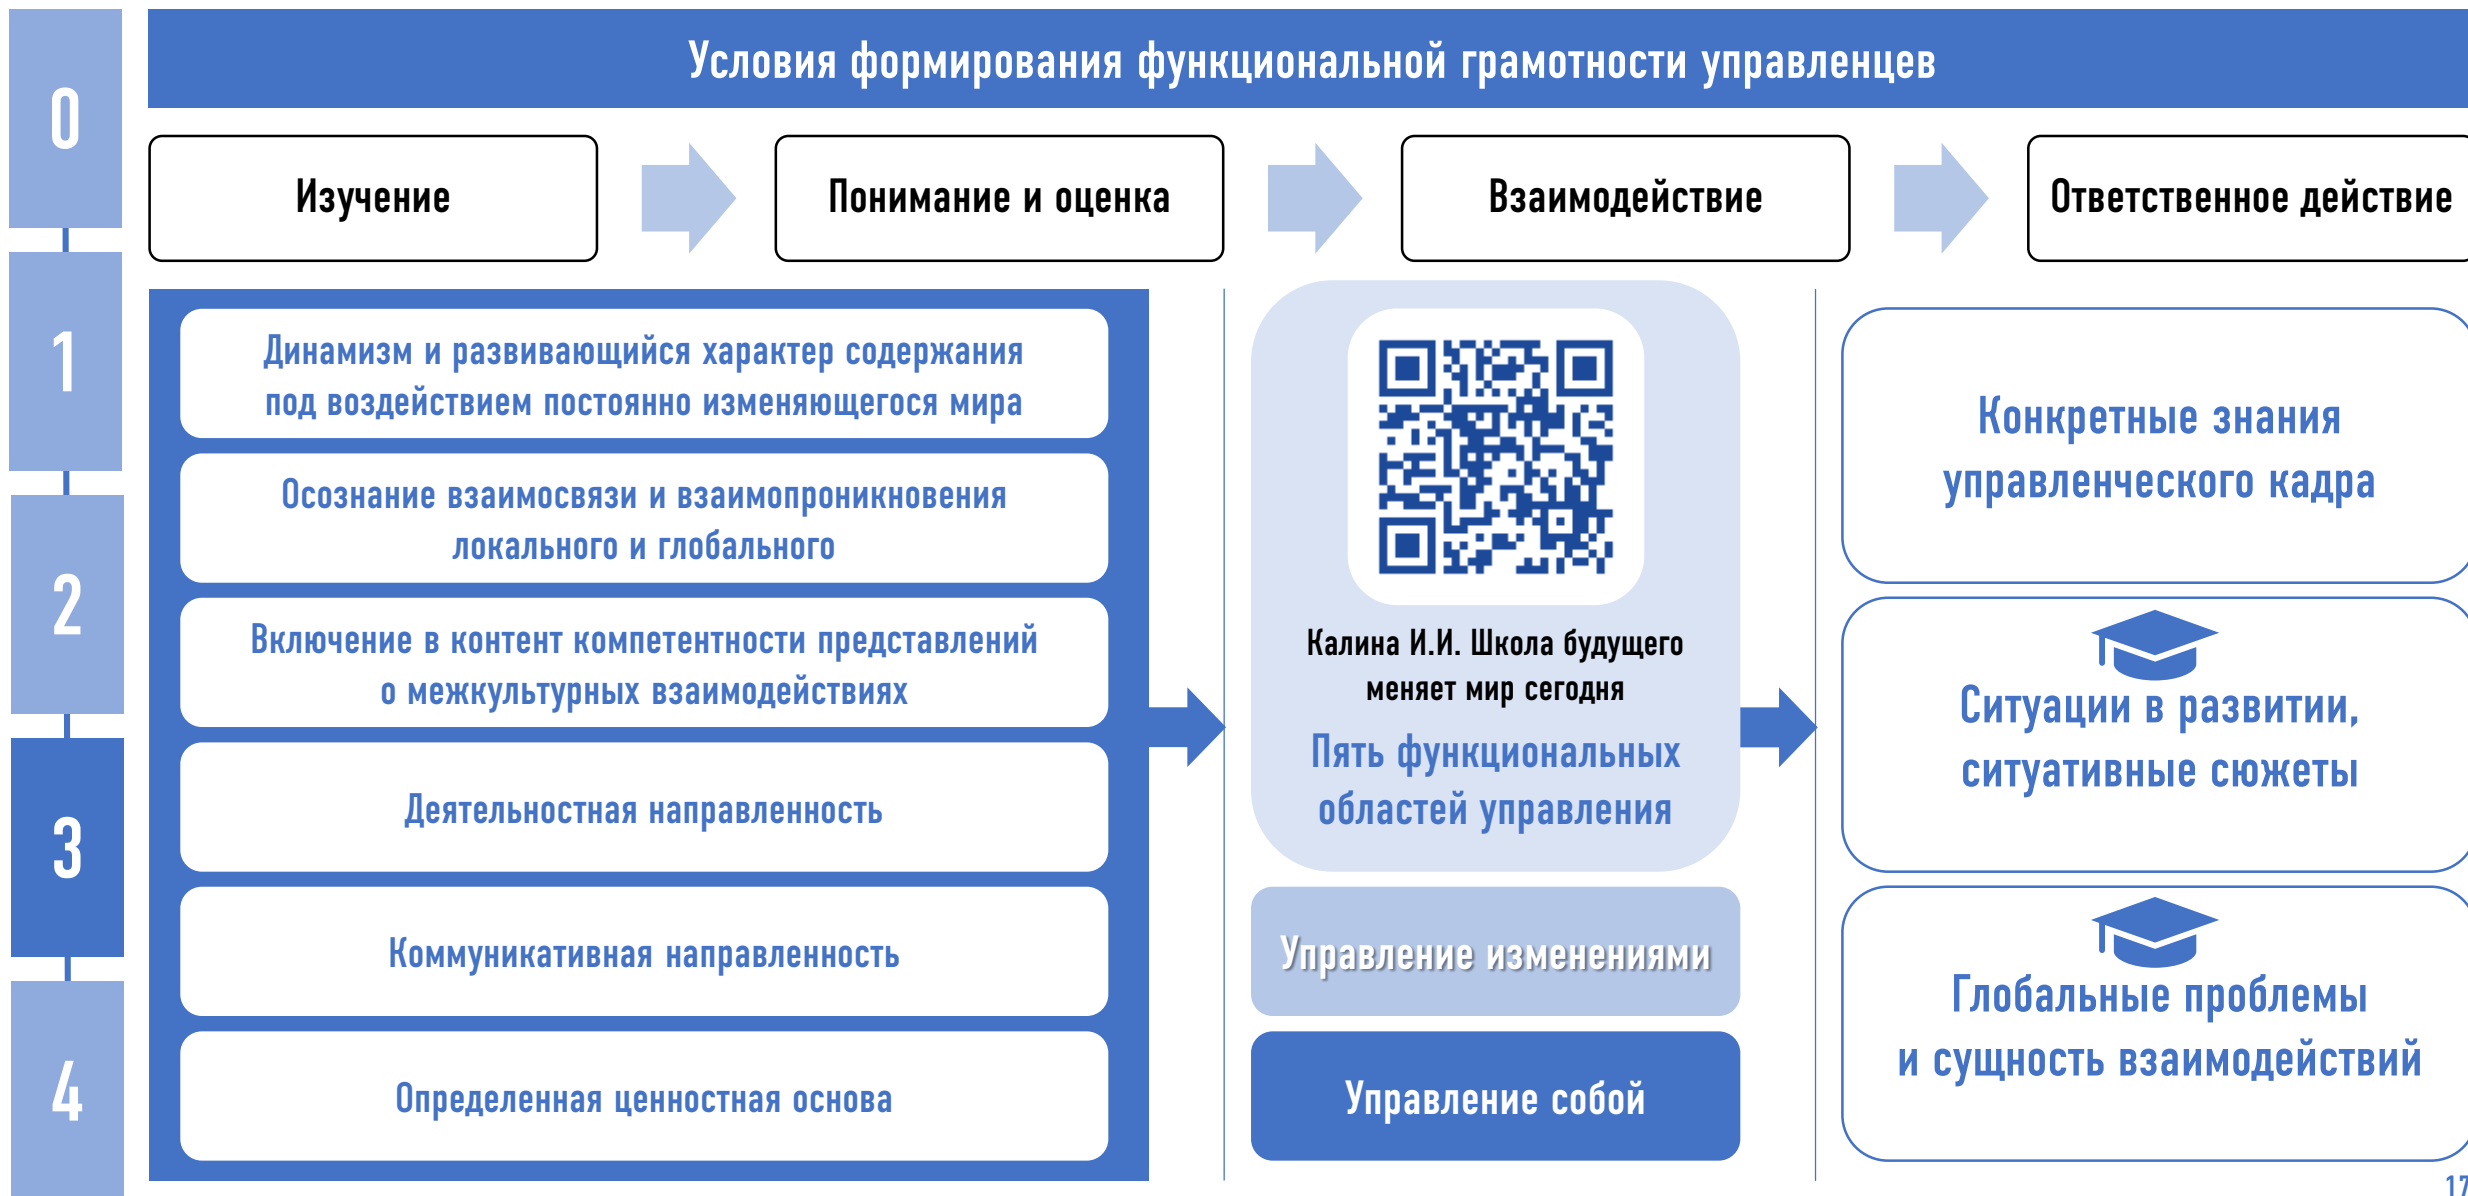 0
1
2
3
4
Условия формирования функциональной грамотности управленцев
Изучение
Понимание и оценка
Взаимодействие
Ответственное действие
Динамизм и развивающийся характер содержания
под воздействием постоянно изменяющегося мира
Осознание взаимосвязи и взаимопроникновения
локального и глобального
Включение в контент компетентности представлений
о межкультурных взаимодействиях
Деятельностная направленность
Коммуникативная направленность
Определенная ценностная основа
Калина И.И. Школа будущего
меняет мир сегодня
Пять функциональных
областей управления
Управление изменениями
Управление собой
Конкретные знания
управленческого кадра
Ситуации в развитии,
ситуативные сюжеты
Глобальные проблемы
и сущность взаимодействий
17